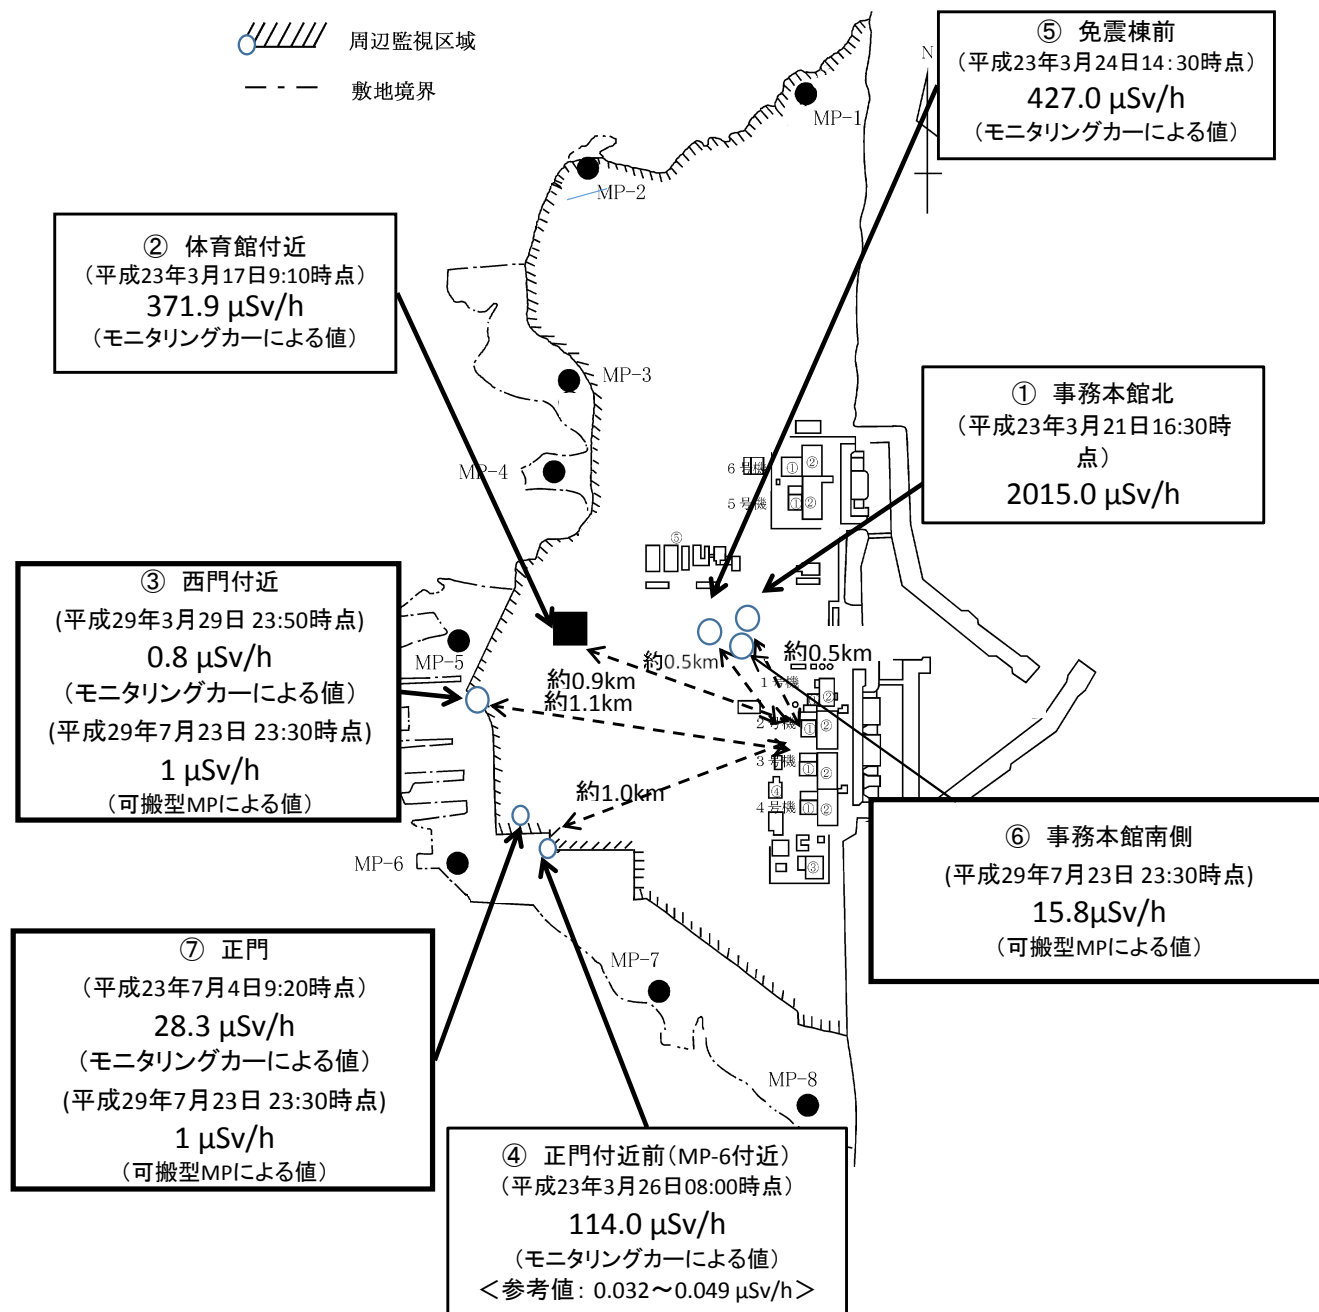 周辺監視区域
敷地境界
⑤ 免震棟前
（平成23年3月24日14：30時点）
427.0 μSv/h
（モニタリングカーによる値）
N
MP-1
MP-2
② 体育館付近
（平成23年3月17日9:10時点）
371.9 μSv/h
（モニタリングカーによる値）
MP-3
① 事務本館北
（平成23年3月21日16:30時
点）
2015.0 μSv/h
MP-4
6号機
①
②
5号機
①
②
⑤
③ 西門付近
(平成29年3月29日 23:50時点)
0.8 μSv/h
（モニタリングカーによる値）
(平成29年7月23日 23:30時点)
1 μSv/h
（可搬型MPによる値）
MP-5
約0.5km
約0.5km
約0.9km
約1.1km
1号機
②
2号機
①
②
3号機
①
②
約1.0km
④
4号機
①
②
③
MP-6
⑥ 事務本館南側
(平成29年7月23日 23:30時点)
15.8μSv/h
（可搬型MPによる値）
⑦ 正門
（平成23年7月4日9:20時点）
28.3 μSv/h
（モニタリングカーによる値）
(平成29年7月23日 23:30時点)
1 μSv/h
（可搬型MPによる値）
MP-7
MP-8
④ 正門付近前（MP-6付近）
（平成23年3月26日08:00時点）
114.0 μSv/h
（モニタリングカーによる値）
＜参考値： 0.032～0.049 μSv/h＞